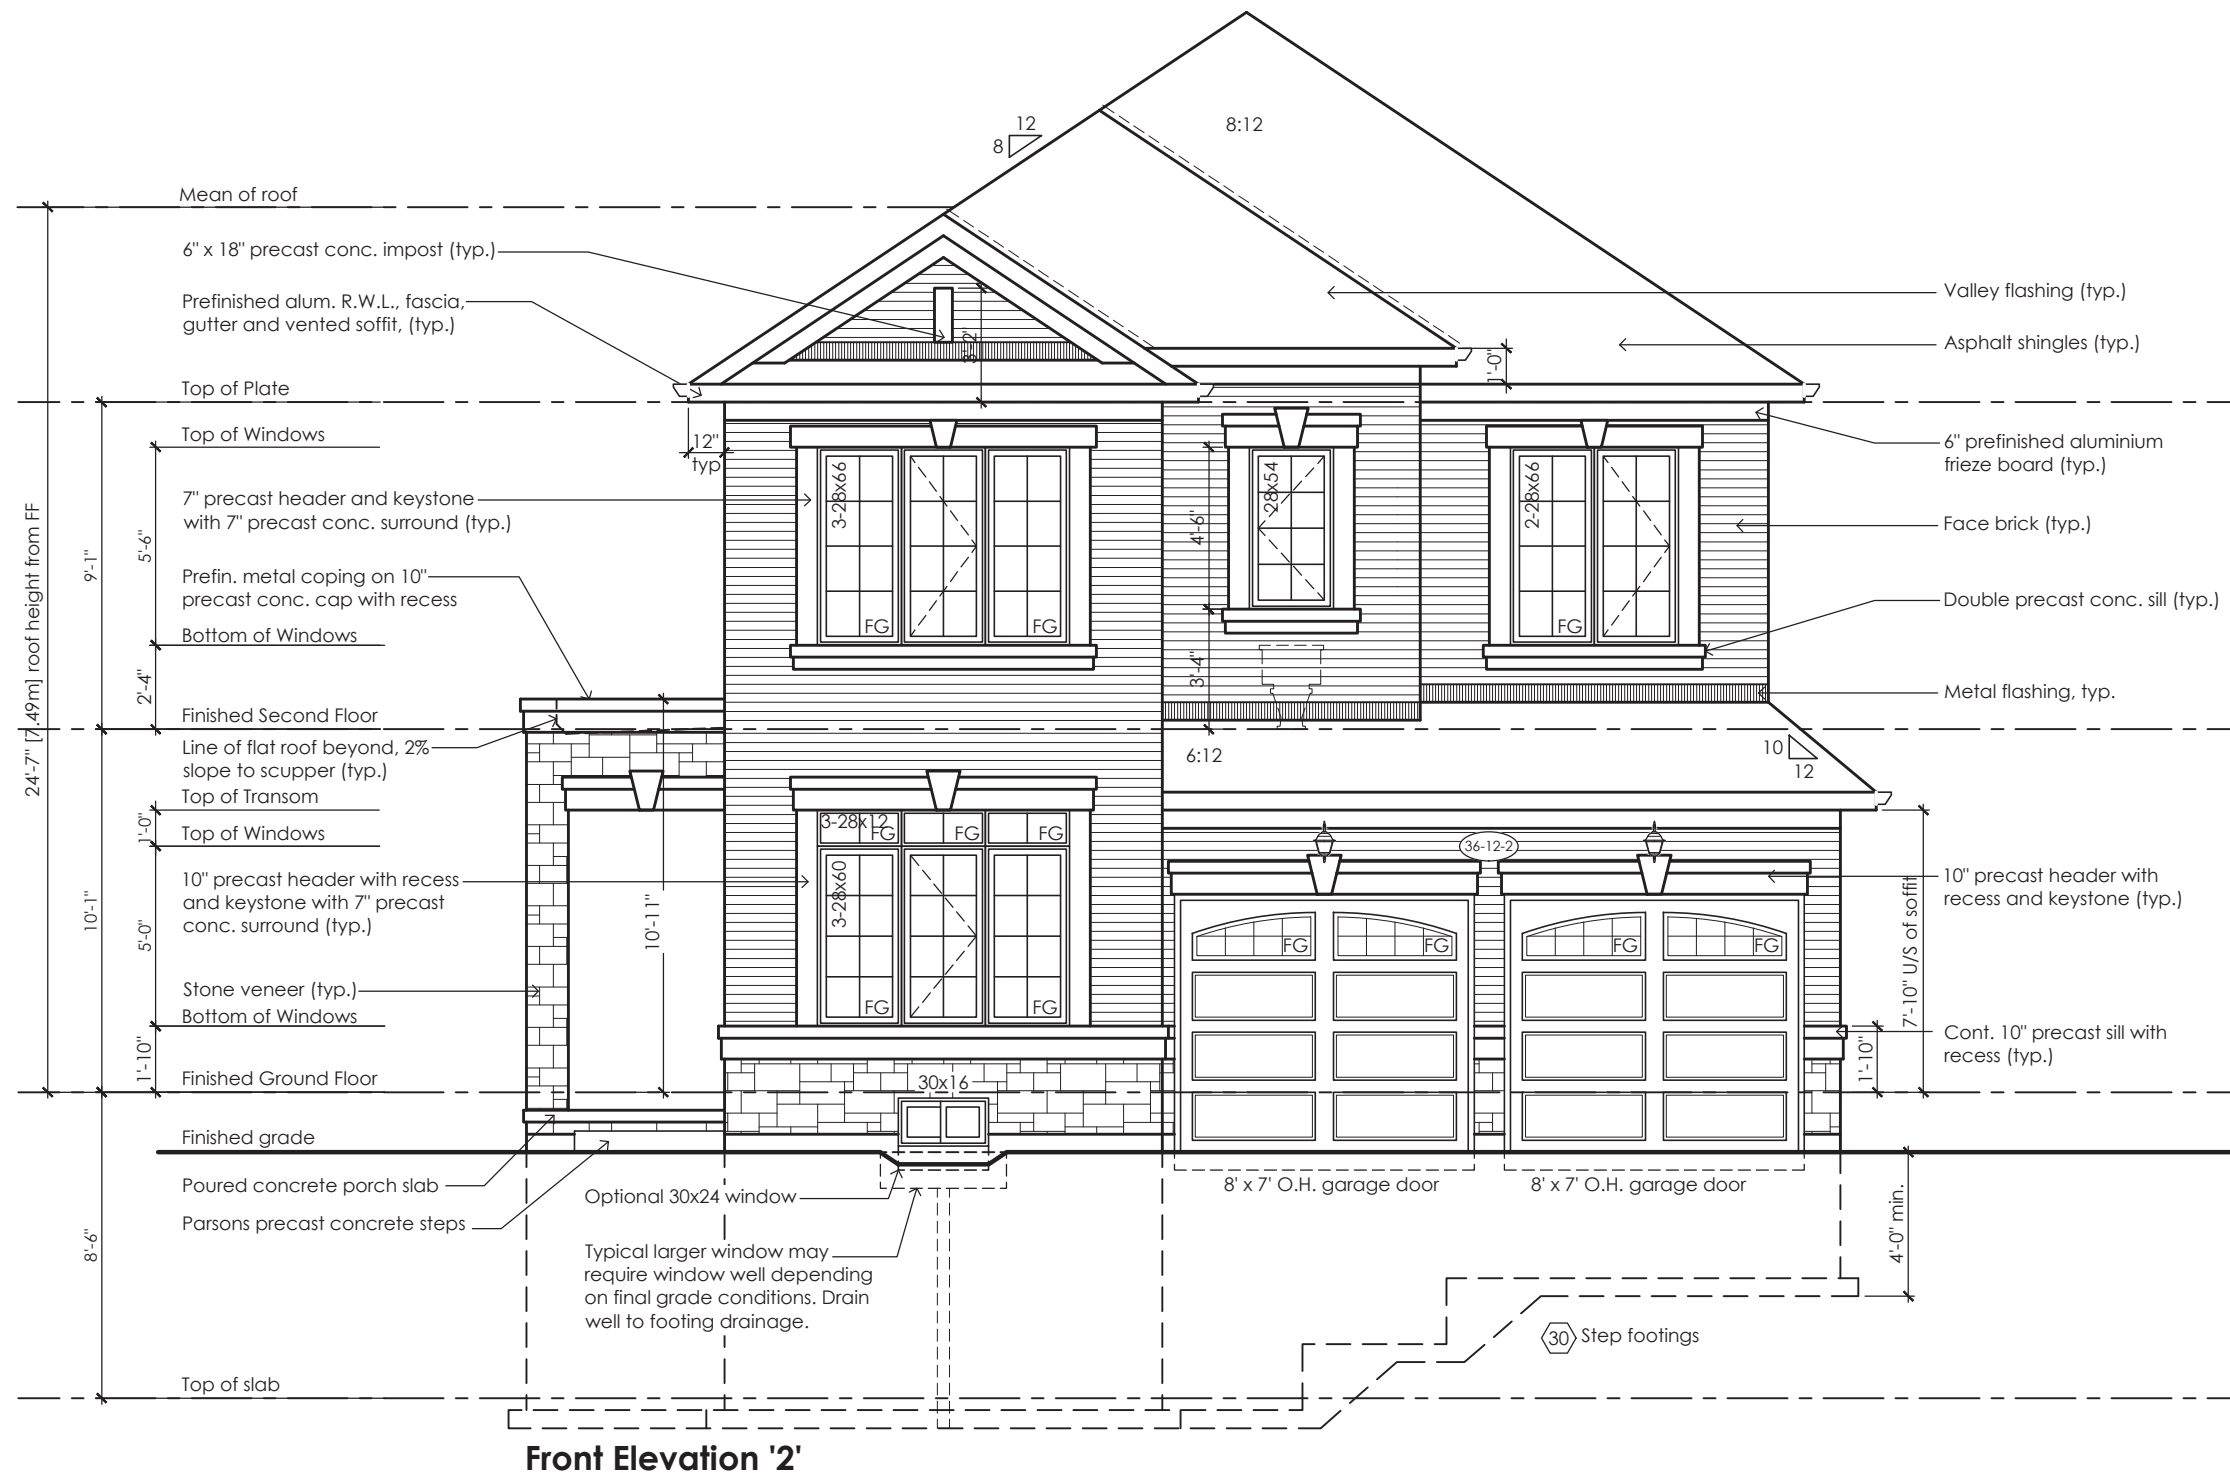 12
8
8:12
Mean of roof
6" x 18" precast conc. impost (typ.)
Prefinished alum. R.W.L., fascia,
gutter and vented soffit, (typ.)
3'-2"
1'-0"
Valley flashing (typ.)
Asphalt shingles (typ.)
Top of Plate
Top of Windows
12"
typ
7" precast header and keystone
with 7" precast conc. surround (typ.)
Prefin. metal coping on 10"
precast conc. cap with recess
Bottom of Windows
Finished Second Floor
Line of flat roof beyond, 2%
slope to scupper (typ.)
Top of Transom
Top of Windows
10" precast header with recess
and keystone with 7" precast
conc. surround (typ.)
Stone veneer (typ.)
Bottom of Windows
Finished Ground Floor
Finished grade
Poured concrete porch slab
Parsons precast concrete steps
Top of slab
24'-7" [7.49m] roof height from FF
9'-1"
10'-1"
8'-6"
5'-6"
2'-4"
1'-0"
5'-0"
1'-10"
10'-11"
3-28x66
FG
FG
28x54
4'-6"
3'-4"
2-28x66
FG
6" prefinished aluminium
frieze board (typ.)
Face brick (typ.)
Double precast conc. sill (typ.)
Metal flashing, typ.
6:12
10
12
3-28x12
FG
FG
FG
3-28x60
FG
FG
36-12-2
FG
FG
FG
FG
10" precast header with
recess and keystone (typ.)
7'-10" U/S of soffit
1'-10"
Cont. 10" precast sill with
recess (typ.)
30x16
8' x 7' O.H. garage door
8' x 7' O.H. garage door
Optional 30x24 window
Typical larger window may
require window well depending
on final grade conditions. Drain
well to footing drainage.
4'-0" min.
30 Step footings
Front Elevation '2'